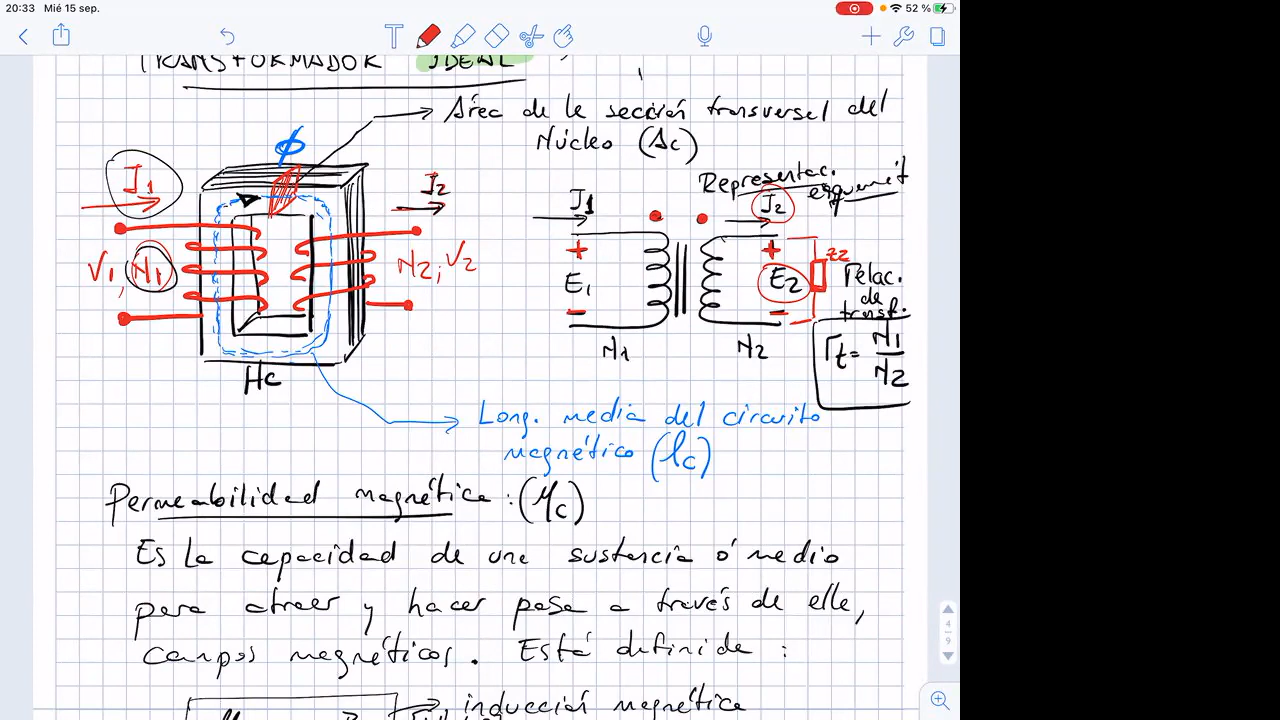 20:33 Mié 15 sep.
52 %
TRANSFORMADOR IDEAL
Área de la sección transversal del
Núcleo (Ac)
ϕ
I1
I2
V1, N1
N2; V2
Hc
Representac.
esquemát
I1
I2
+
+
E1
E2
Z2
-
-
N1
N2
relac.
de
transf.
rt = N1/N2
Long. media del circuito
magnético (lc)
Permeabilidad magnética : (μc)
Es la capacidad de una sustancia ó medio
para atraer y hacer pasar a través de ella,
campos magnéticos. Está definida :
inducción magnética
4
9